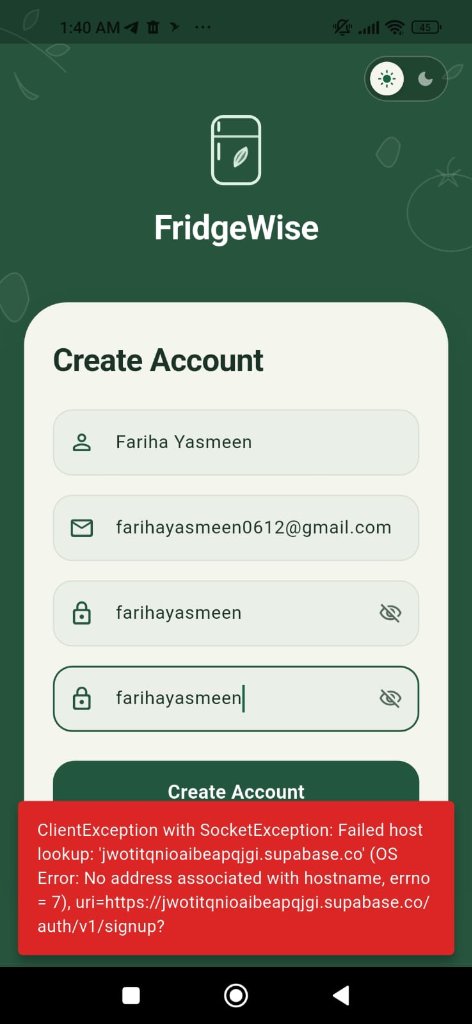 1:40 AM
45
FridgeWise
Create Account
Fariha Yasmeen
farihayasmeen0612@gmail.com
farihayasmeen
farihayasmeen
Create Account
ClientException with SocketException: Failed host
lookup: 'jwotitqnioaibeapqjgi.supabase.co' (OS
Error: No address associated with hostname, errno
= 7), uri=https://jwotitqnioaibeapqjgi.supabase.co/
auth/v1/signup?